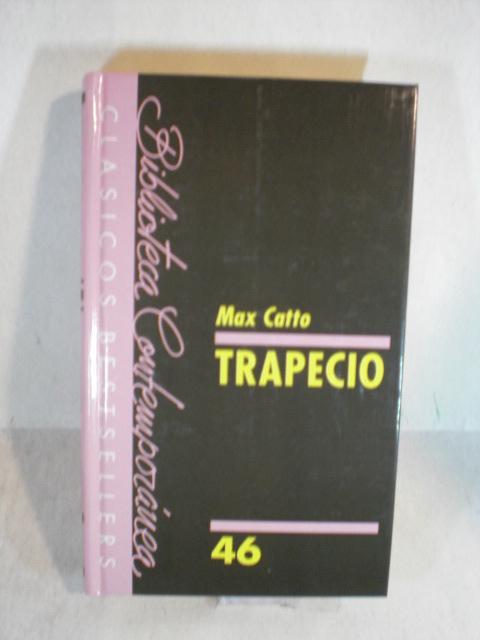 CLASICOS BESTSELLERS
Biblioteca Contemporánea
Max Catto
TRAPECIO
46